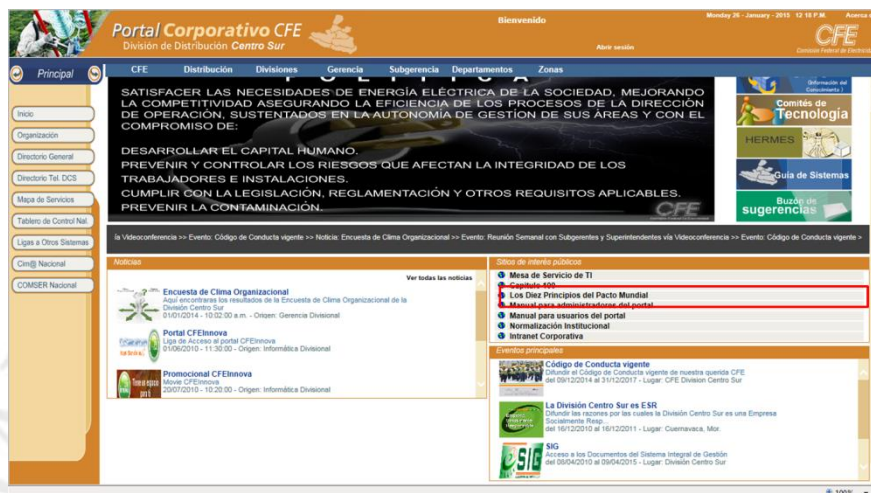 Portal Corporativo CFE
División de Distribución Centro Sur
Bienvenido
Monday 26 - January - 2015 12 18 P.M. Acerca
Abrir sesión
CFE
Comisión Federal de Electricidad
Principal
CFE Distribución Divisiones Gerencia Subgerencia Departamentos Zonas
Inicio
Organización
Directorio General
Directorio Tel. DCS
Mapa de Servicios
Tablero de Control Nal.
Ligas a Otros Sistemas
Cim@ Nacional
COMSER Nacional
SATISFACER LAS NECESIDADES DE ENERGÍA ELÉCTRICA DE LA SOCIEDAD, MEJORANDO
LA COMPETITIVIDAD ASEGURANDO LA EFICIENCIA DE LOS PROCESOS DE LA DIRECCIÓN
DE OPERACIÓN, SUSTENTADOS EN LA AUTONOMÍA DE GESTÍON DE SUS ÁREAS Y CON EL
COMPROMISO DE:
DESARROLLAR EL CAPITAL HUMANO.
PREVENIR Y CONTROLAR LOS RIESGOS QUE AFECTAN LA INTEGRIDAD DE LOS
TRABAJADORES E INSTALACIONES.
CUMPLIR CON LA LEGISLACIÓN, REGLAMENTACIÓN Y OTROS REQUISITOS APLICABLES.
PREVENIR LA CONTAMINACIÓN.
CFE
(Información del
Conocimiento )
Comités de
Tecnología
HERMES
Guía de Sistemas
Buzón de
sugerencias
ía Videoconferencia >> Evento: Código de Conducta vigente >> Noticia: Encuesta de Clima Organizacional >> Evento: Reunión Semanal con Subgerentes y Superintendentes vía Videoconferencia >> Evento: Código de Conducta vigente >
Noticias
Ver todas las noticias
Encuesta de Clima Organizacional
Aquí encontraras los resultados de la Encuesta de Clima Organizacional de la
División Centro Sur
01/01/2014 - 10:02:00 a.m. - Origen: Gerencia Divisional
Portal CFEInnova
Liga de Acceso al portal CFEInnova
01/06/2010 - 11:30:00 - Origen: Informática Divisional
Promocional CFEInnova
Movie CFEInnova
20/07/2010 - 10:20:00 - Origen: Informática Divisional
Sitios de interés públicos
Mesa de Servicio de TI
Capitulo 100
Los Diez Principios del Pacto Mundial
Manual para administradores del portal
Manual para usuarios del portal
Normalización Institucional
Intranet Corporativa
Eventos principales
Código de Conducta vigente
Difundir el Código de Conducta vigente de nuestra querida CFE
del 09/12/2014 al 31/12/2017 - Lugar: CFE Division Centro Sur
La División Centro Sur es ESR
Difundir las razones por las cuales la División Centro Sur es una Empresa
Socialmente Resp...
del 16/12/2010 al 16/12/2011 - Lugar: Cuernavaca, Mor.
SIG
SIG
Acceso a los Documentos del Sistema Integral de Gestión
del 08/04/2010 al 09/04/2015 - Lugar: División Centro Sur
100%